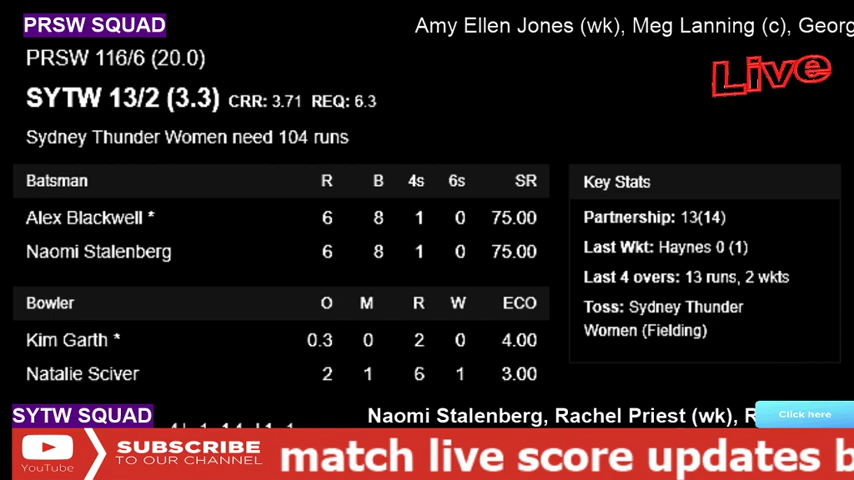 PRSW SQUAD
Amy Ellen Jones (wk), Meg Lanning (c), Georg
PRSW 116/6 (20.0)
Live
SYTW 13/2 (3.3) CRR: 3.71 REQ: 6.3
Sydney Thunder Women need 104 runs
Batsman R B 4s 6s SR
Alex Blackwell * 6 8 1 0 75.00
Naomi Stalenberg 6 8 1 0 75.00
Bowler O M R W ECO
Kim Garth * 0.3 0 2 0 4.00
Natalie Sciver 2 1 6 1 3.00
Key Stats
Partnership: 13(14)
Last Wkt: Haynes 0 (1)
Last 4 overs: 13 runs, 2 wkts
Toss: Sydney Thunder
Women (Fielding)
SYTW SQUAD
Naomi Stalenberg, Rachel Priest (wk), R
Click here
YouTube
SUBSCRIBE
TO OUR CHANNEL
match live score updates b